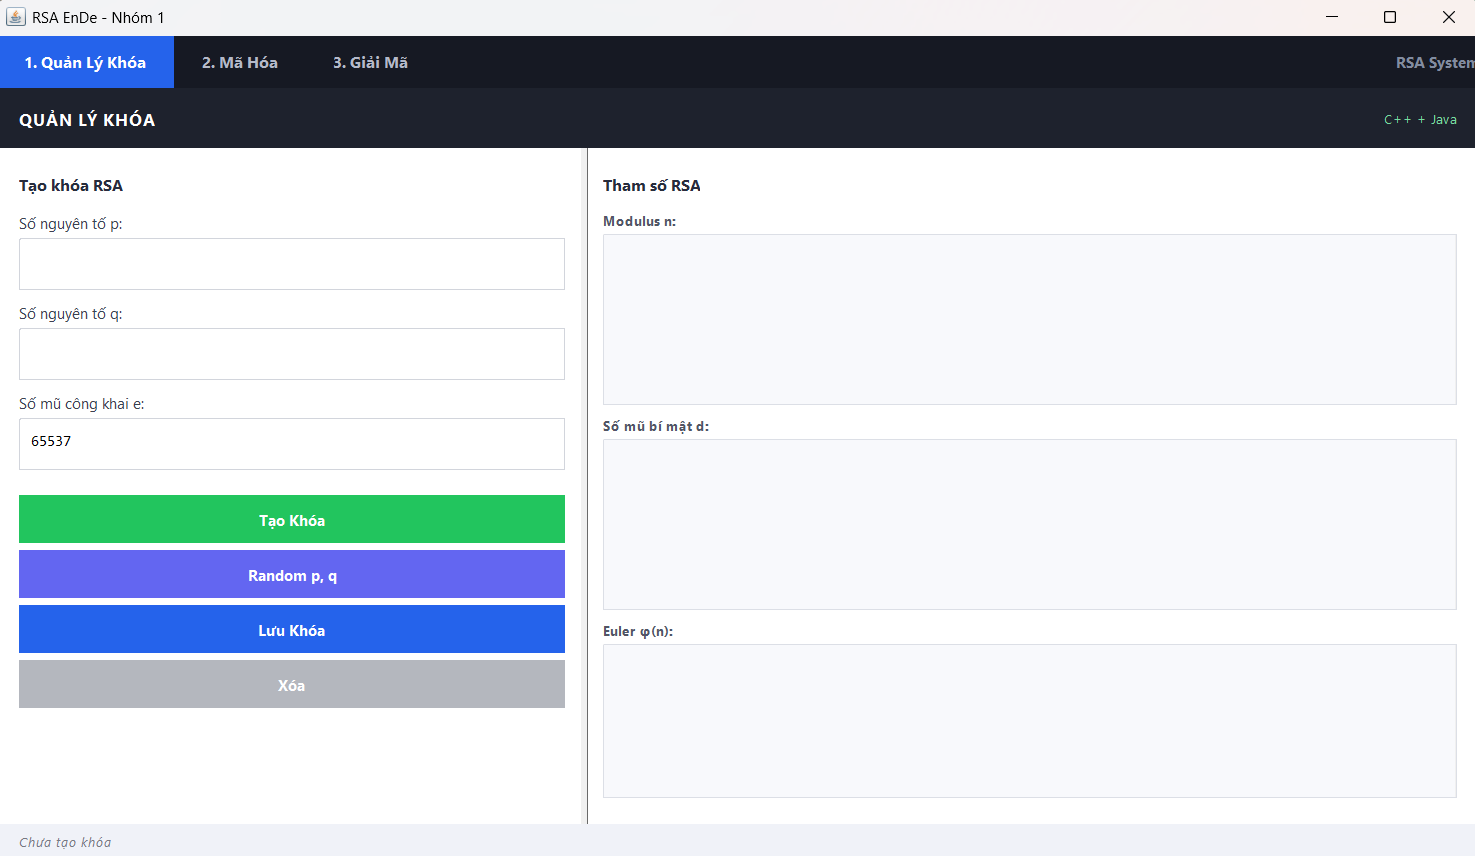 RSA EnDe - Nhóm 1
1. Quản Lý Khóa
2. Mã Hóa
3. Giải Mã
RSA System
QUẢN LÝ KHÓA
C++ + Java
Tạo khóa RSA
Số nguyên tố p:
Số nguyên tố q:
Số mũ công khai e:
65537
Tạo Khóa
Random p, q
Lưu Khóa
Xóa
Tham số RSA
Modulus n:
Số mũ bí mật d:
Euler φ(n):
Chưa tạo khóa